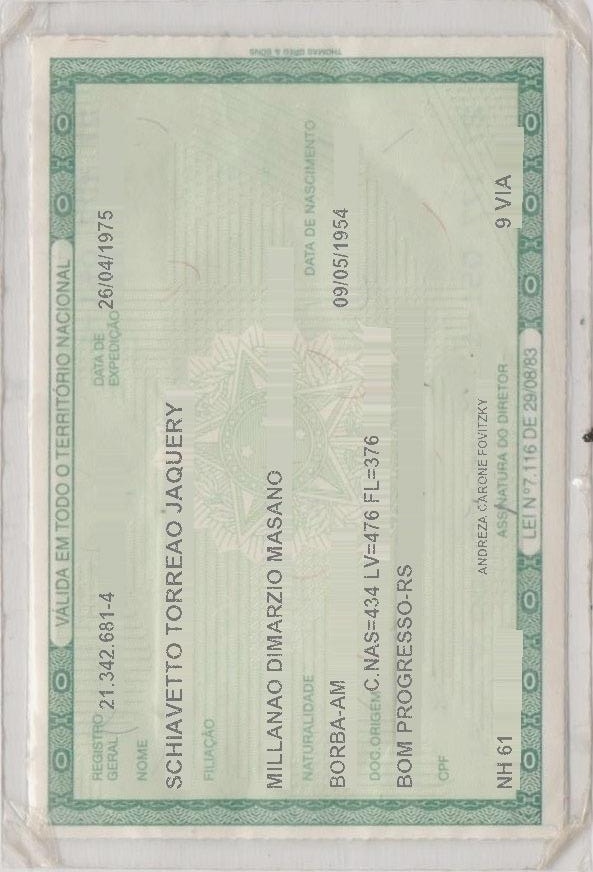 VÁLIDA EM TODO O TERRITÓRIO NACIONAL
REGISTRO GERAL 21.342.681-4 DATA DE EXPEDIÇÃO 26/04/1975
NOME
SCHIAVETTO TORREAO JAQUERY
FILIAÇÃO
MILLANAO DIMARZIO MASANO
NATURALIDADE DATA DE NASCIMENTO
BORBA-AM 09/05/1954
DOC.ORIGEM C.NAS=434 LV=476 FL=376
BOM PROGRESSO-RS
CPF
ANDREZA CARONE FOVITZKY
NH 61 ASSINATURA DO DIRETOR 9 VIA
LEI Nº 7.116 DE 29/08/83
THOMAS GREG & SONS